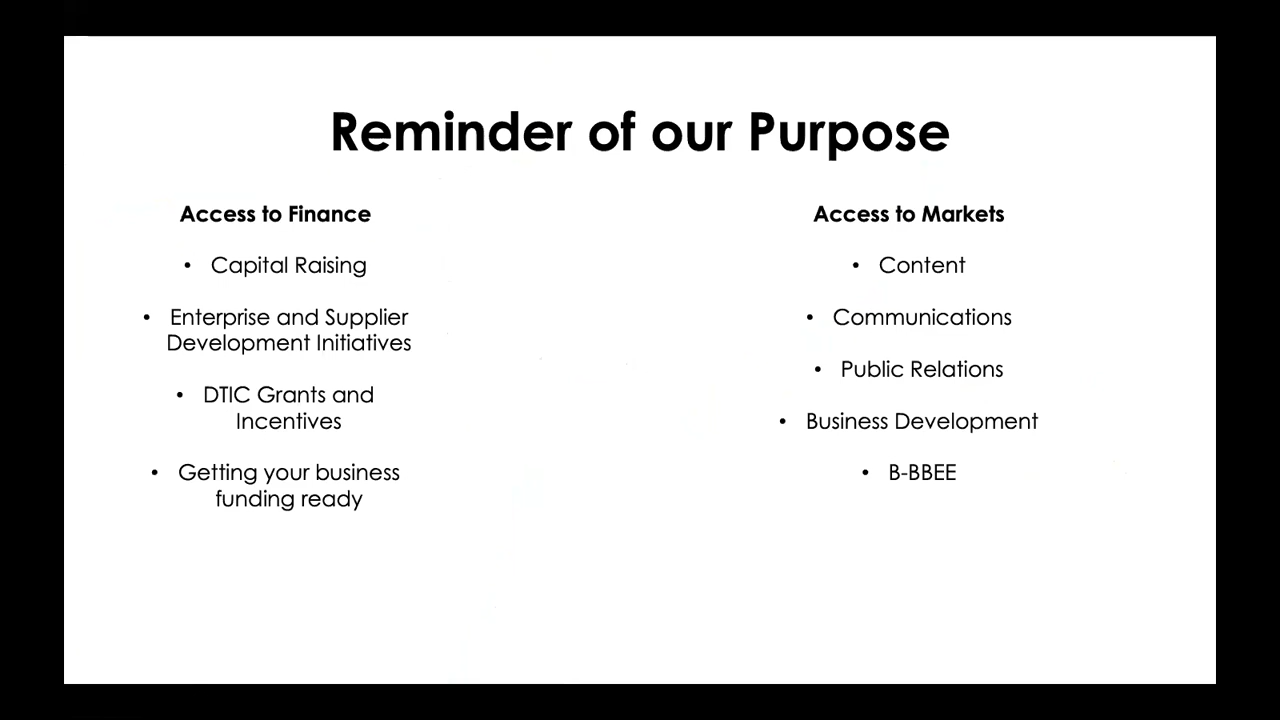 Reminder of our Purpose
Access to Finance
• Capital Raising
• Enterprise and Supplier
Development Initiatives
• DTIC Grants and
Incentives
• Getting your business
funding ready
Access to Markets
• Content
• Communications
• Public Relations
• Business Development
• B-BBEE